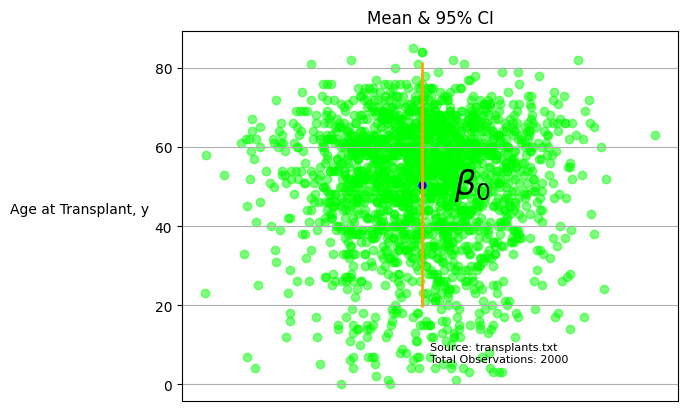 Mean & 95% CI
80
60
Age at Transplant, y
β₀
40
20
Source: transplants.txt
Total Observations: 2000
0